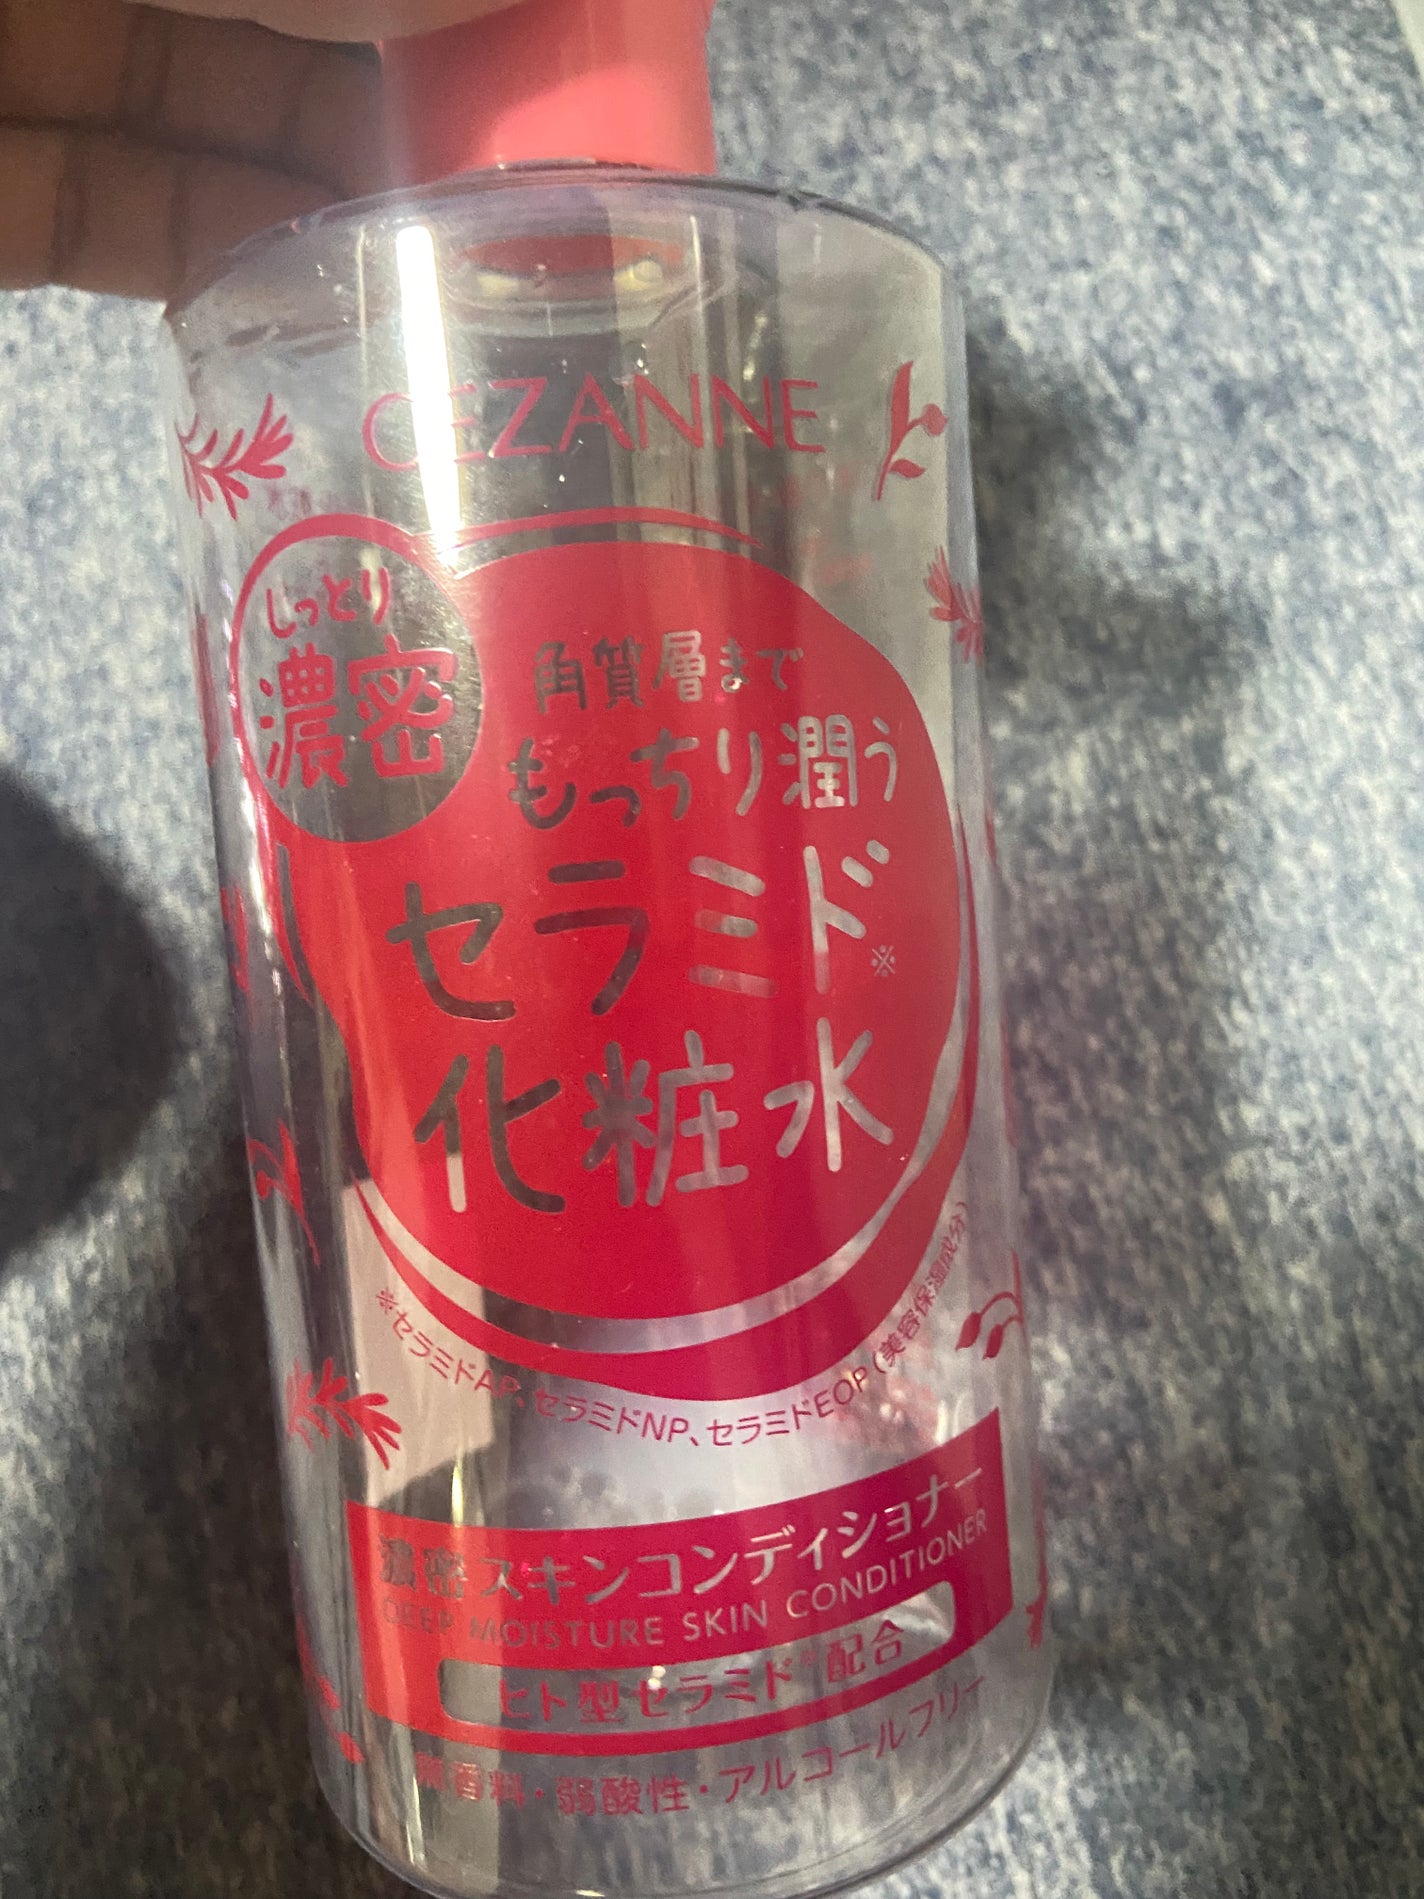 CEZANNE
しっとり
濃密
角質層まで
もっちり潤う
セラミド※
化粧水
※セラミドAP、セラミドNP、セラミドEOP(美容保湿成分)
濃密スキンコンディショナー
DEEP MOISTURE SKIN CONDITIONER
ヒト型セラミド※配合
無香料・弱酸性・アルコールフリー